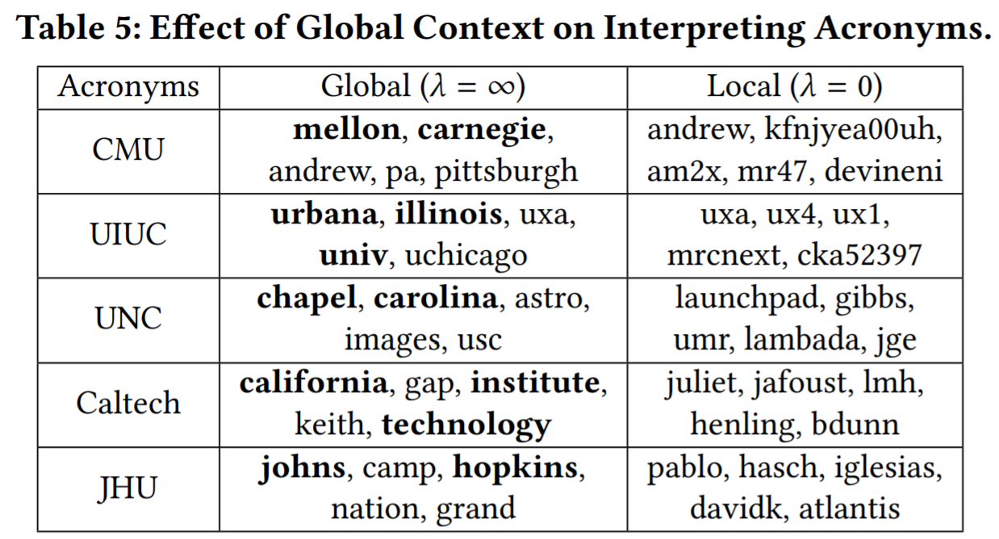 Table 5: Effect of Global Context on Interpreting Acronyms.
Acronyms Global (λ = ∞) Local (λ = 0)
CMU mellon, carnegie, andrew, pa, pittsburgh andrew, kfnjyea00uh, am2x, mr47, devineni
UIUC urbana, illinois, uxa, univ, uchicago uxa, ux4, ux1, mrcnext, cka52397
UNC chapel, carolina, astro, images, usc launchpad, gibbs, umr, lambada, jge
Caltech california, gap, institute, keith, technology juliet, jafoust, lmh, henling, bdunn
JHU johns, camp, hopkins, nation, grand pablo, hasch, iglesias, davidk, atlantis